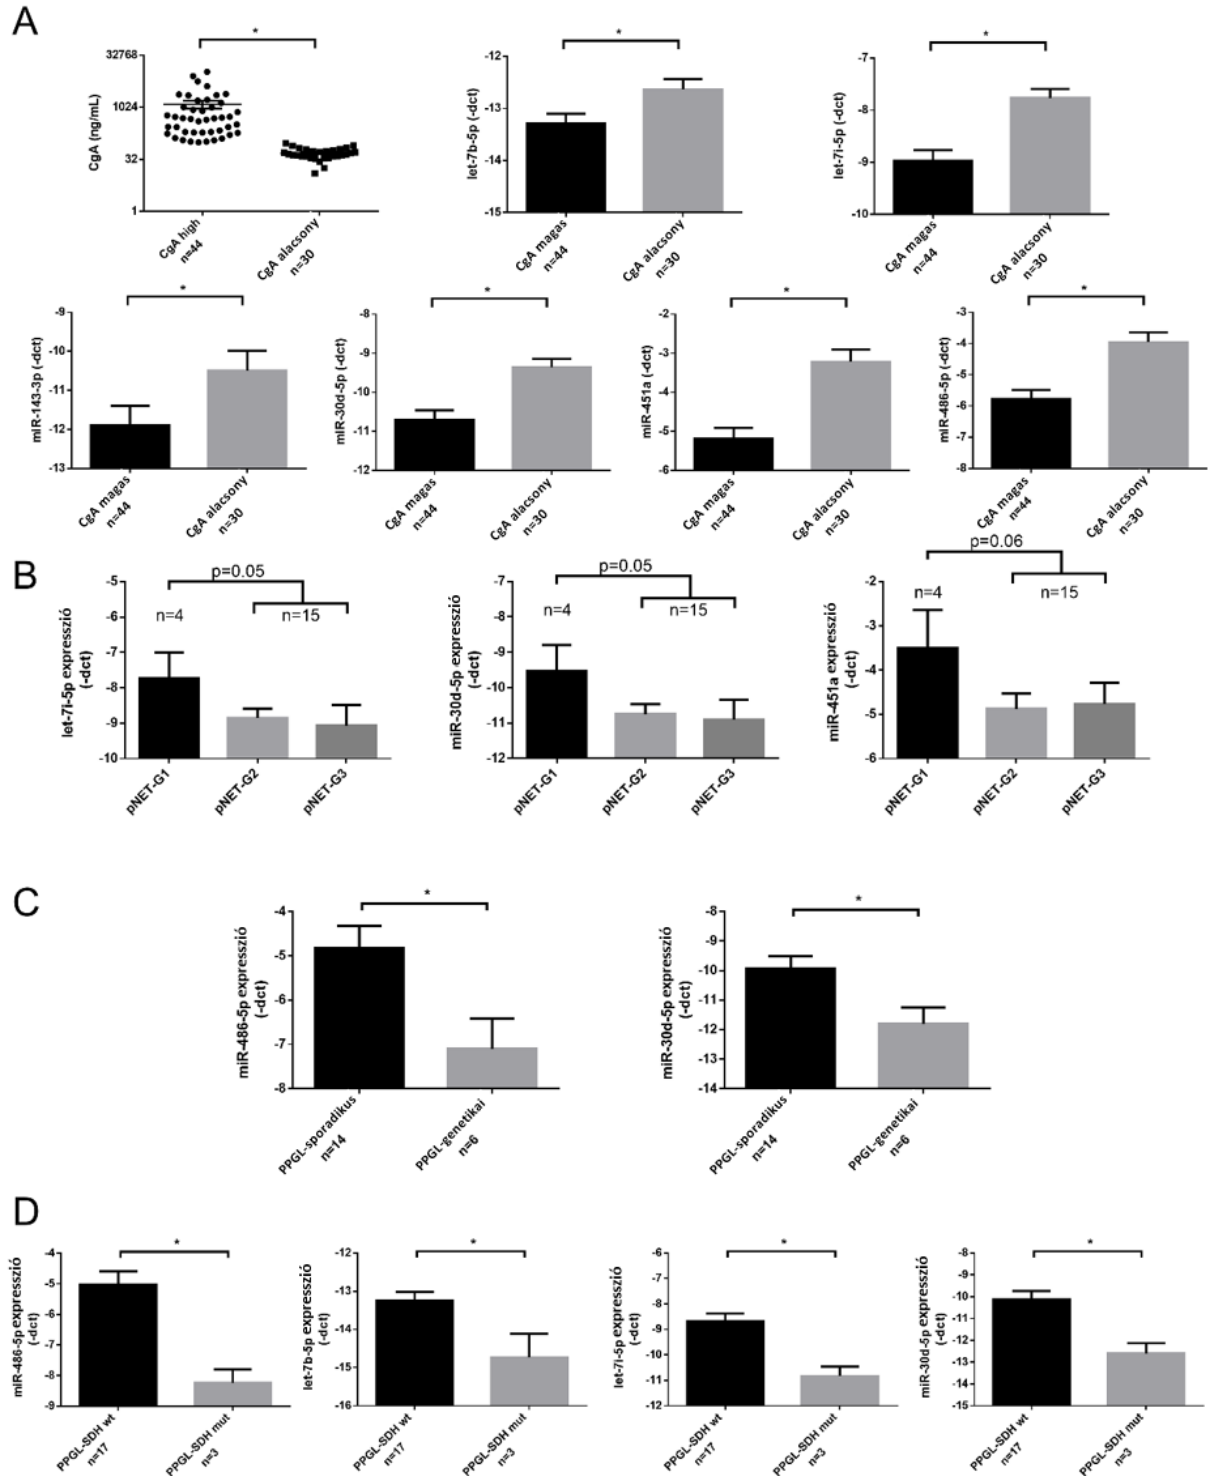 A
*
32768
1024
32
1
CgA (ng/mL)
CgA high
n=44
CgA alacsony
n=30
*
-12
-13
-14
-15
let-7b-5p (-dct)
CgA magas
n=44
CgA alacsony
n=30
*
-7
-8
-9
-10
let-7i-5p (-dct)
CgA magas
n=44
CgA alacsony
n=30
*
-9
-10
-11
-12
-13
miR-143-3p (-dct)
CgA magas
n=44
CgA alacsony
n=30
*
-8
-9
-10
-11
-12
miR-30d-5p (-dct)
CgA magas
n=44
CgA alacsony
n=30
*
-2
-3
-4
-5
-6
miR-451a (-dct)
CgA magas
n=44
CgA alacsony
n=30
*
-3
-4
-5
-6
-7
-8
miR-486-5p (-dct)
CgA magas
n=44
CgA alacsony
n=30
B
p=0.05
n=4
n=15
-5
-6
-7
-8
-9
-10
let-7i-5p expresszió
(-dct)
pNET-G1
pNET-G2
pNET-G3
p=0.05
n=4
n=15
-7
-8
-9
-10
-11
-12
miR-30d-5p expresszió
(-dct)
pNET-G1
pNET-G2
pNET-G3
p=0.06
n=4
n=15
-2
-3
-4
-5
-6
miR-451a expresszió
(-dct)
pNET-G1
pNET-G2
pNET-G3
C
*
-4
-5
-6
-7
-8
miR-486-5p expresszió
(-dct)
PPGL-sporadikus
n=14
PPGL-genetikai
n=6
*
-8
-9
-10
-11
-12
-13
-14
miR-30d-5p expresszió
(-dct)
PPGL-sporadikus
n=14
PPGL-genetikai
n=6
D
*
-4
-5
-6
-7
-8
-9
miR-486-5p expresszió
(-dct)
PPGL-SDH wt
n=17
PPGL-SDH mut
n=3
*
-12
-13
-14
-15
-16
let-7b-5p expresszió
(-dct)
PPGL-SDH wt
n=17
PPGL-SDH mut
n=3
*
-6
-7
-8
-9
-10
-11
-12
let-7i-5p expresszió
(-dct)
PPGL-SDH wt
n=17
PPGL-SDH mut
n=3
*
-8
-9
-10
-11
-12
-13
-14
-15
miR-30d-5p expresszió
(-dct)
PPGL-SDH wt
n=17
PPGL-SDH mut
n=3